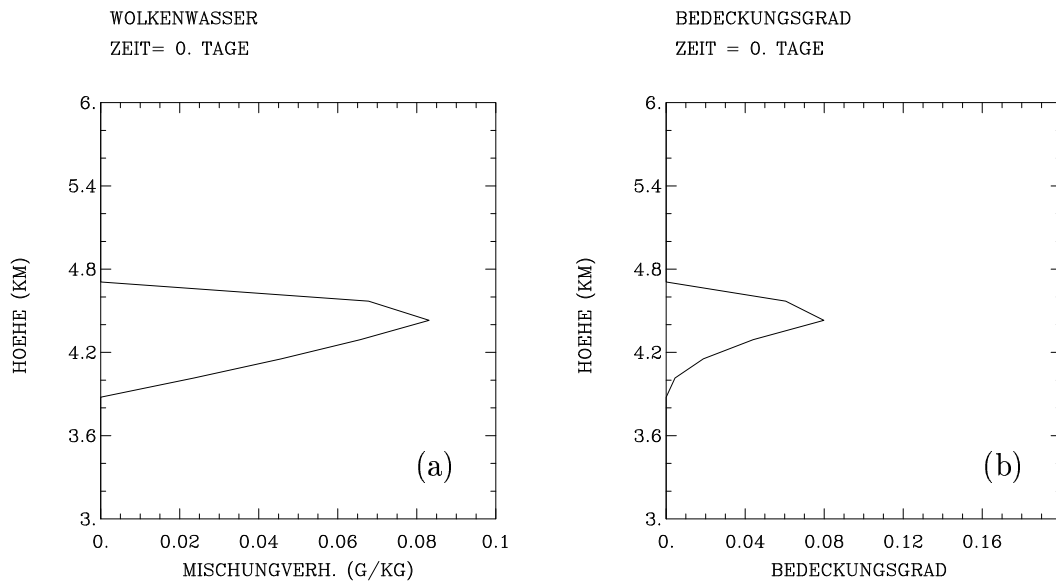 WOLKENWASSER
ZEIT= 0. TAGE
6.
5.4
4.8
4.2
3.6
3.
HOEHE (KM)
(a)
0. 0.02 0.04 0.06 0.08 0.1
MISCHUNGVERH. (G/KG)
BEDECKUNGSGRAD
ZEIT = 0. TAGE
6.
5.4
4.8
4.2
3.6
3.
HOEHE (KM)
(b)
0. 0.04 0.08 0.12 0.16
BEDECKUNGSGRAD